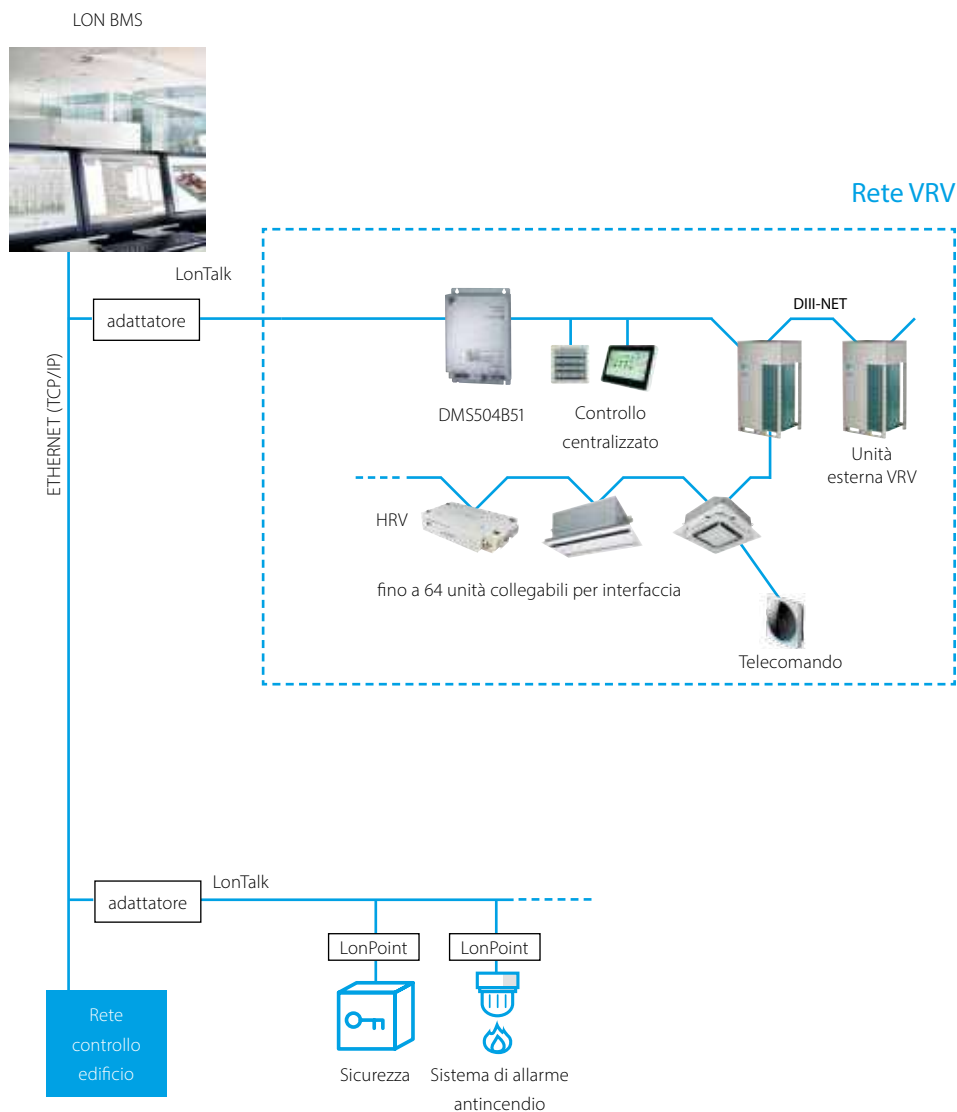 LON BMS
Rete VRV
LonTalk
adattatore
DIII-NET
ETHERNET (TCP/IP)
DMS504B51
Controllo
centralizzato
Unità
esterna VRV
HRV
fino a 64 unità collegabili per interfaccia
Telecomando
LonTalk
adattatore
LonPoint
LonPoint
Rete
controllo
edificio
Sicurezza
Sistema di allarme
antincendio